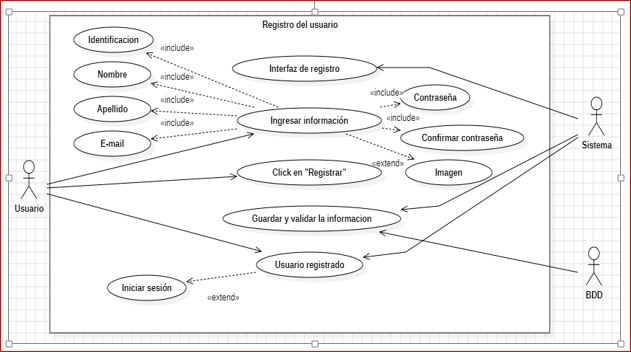 Registro del usuario
Identificacion
«include»
Nombre
«include»
Interfaz de registro
Apellido
«include»
«include»
Contraseña
Ingresar información
«include»
E-mail
«include»
Confirmar contraseña
Sistema
«extend»
Usuario
Click en "Registrar"
Imagen
Guardar y validar la informacion
Usuario registrado
Iniciar sesión
«extend»
BDD